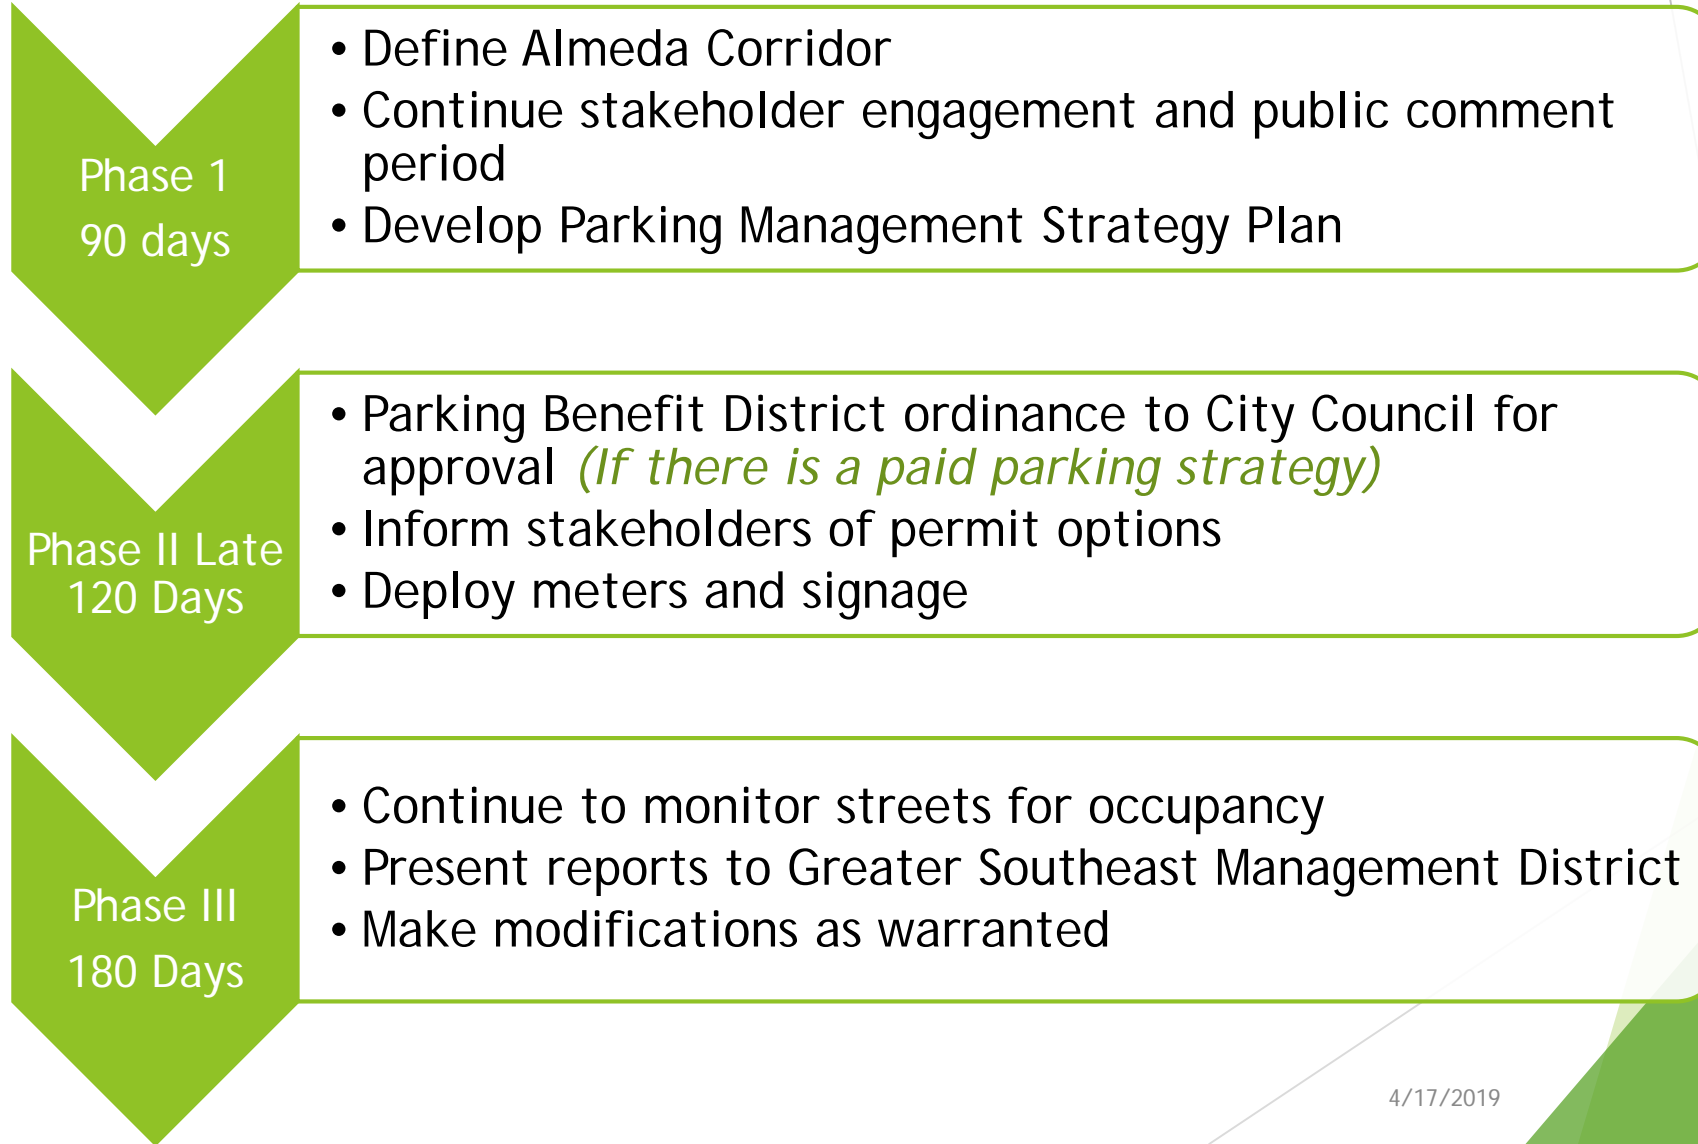 Phase 1
90 days
• Define Almeda Corridor
• Continue stakeholder engagement and public comment
period
• Develop Parking Management Strategy Plan
Phase II Late
120 Days
• Parking Benefit District ordinance to City Council for
approval (If there is a paid parking strategy)
• Inform stakeholders of permit options
• Deploy meters and signage
Phase III
180 Days
• Continue to monitor streets for occupancy
• Present reports to Greater Southeast Management District
• Make modifications as warranted
4/17/2019